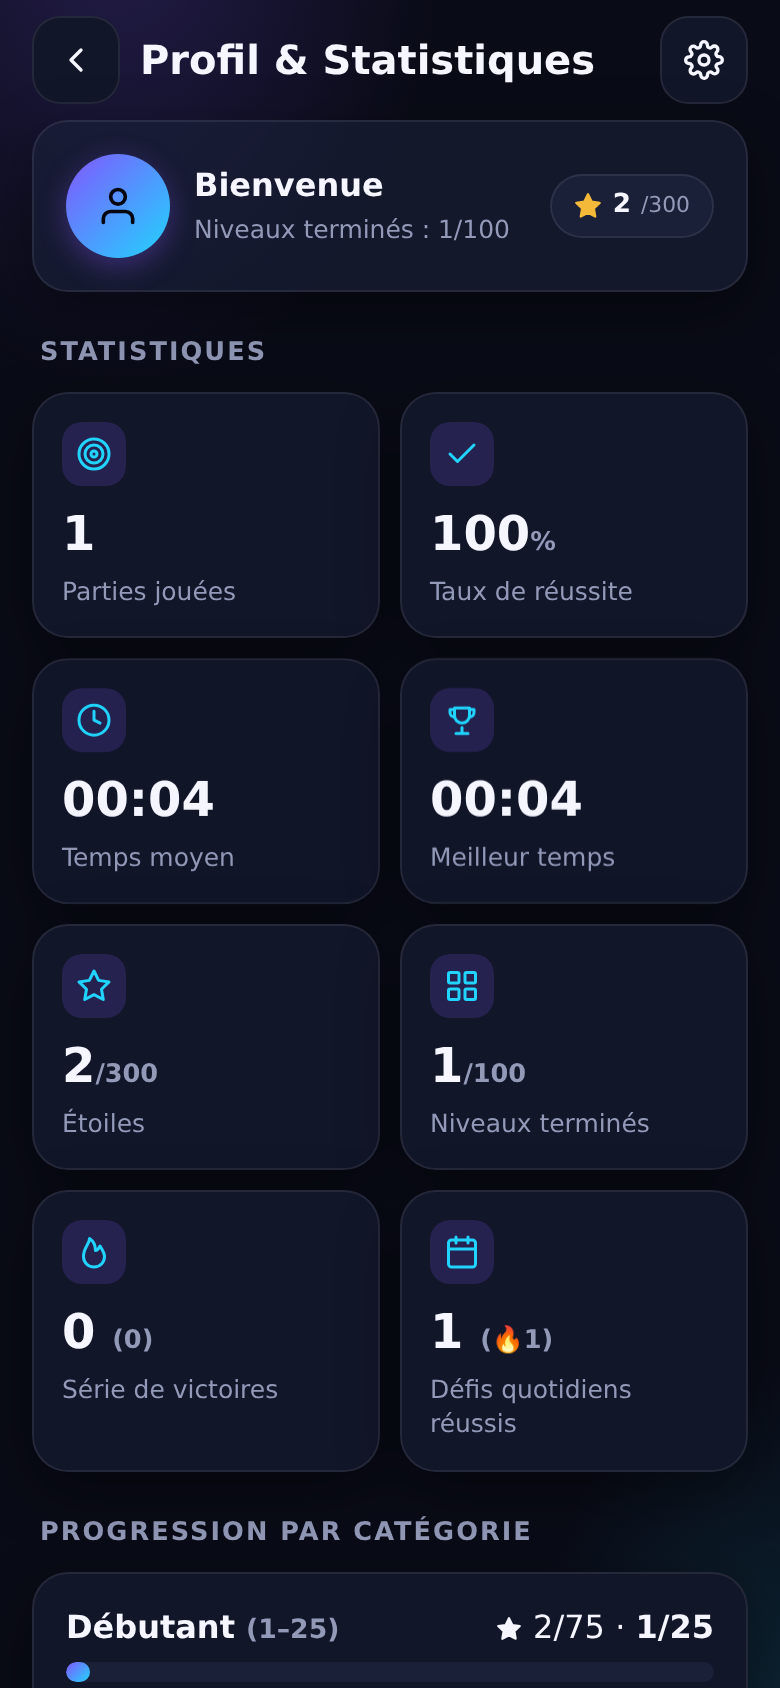 Profil & Statistiques
Bienvenue
Niveaux terminés : 1/100
2 /300
STATISTIQUES
1
Parties jouées
100%
Taux de réussite
00:04
Temps moyen
00:04
Meilleur temps
2/300
Étoiles
1/100
Niveaux terminés
0 (0)
Série de victoires
1 (🔥1)
Défis quotidiens
réussis
PROGRESSION PAR CATÉGORIE
Débutant (1–25) ★ 2/75 · 1/25